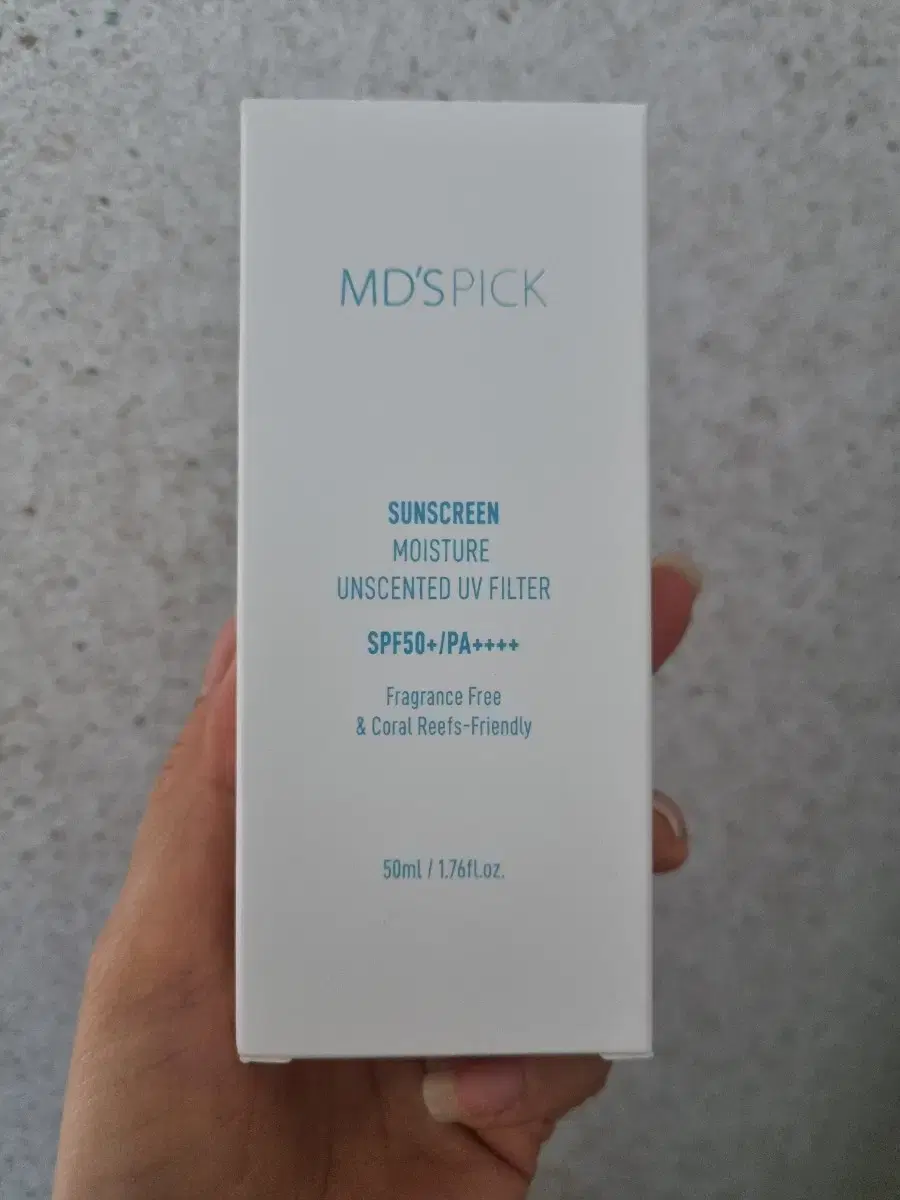 MD'SPICK
SUNSCREEN
MOISTURE
UNSCENTED UV FILTER
SPF50+/PA++++
Fragrance Free
& Coral Reefs-Friendly
50ml / 1.76fl.oz.